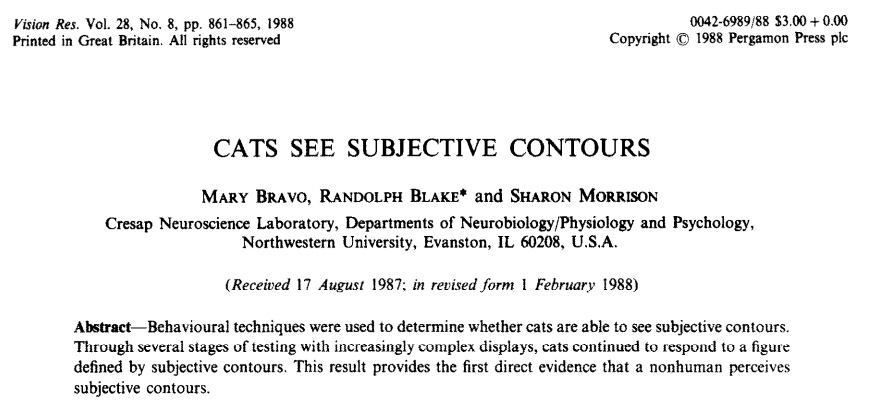 Vision Res. Vol. 28, No. 8, pp. 861–865, 1988
Printed in Great Britain. All rights reserved
0042-6989/88 $3.00 + 0.00
Copyright © 1988 Pergamon Press plc
CATS SEE SUBJECTIVE CONTOURS
MARY BRAVO, RANDOLPH BLAKE* and SHARON MORRISON
Cresap Neuroscience Laboratory, Departments of Neurobiology/Physiology and Psychology,
Northwestern University, Evanston, IL 60208, U.S.A.
(Received 17 August 1987; in revised form 1 February 1988)
Abstract—Behavioural techniques were used to determine whether cats are able to see subjective contours.
Through several stages of testing with increasingly complex displays, cats continued to respond to a figure
defined by subjective contours. This result provides the first direct evidence that a nonhuman perceives
subjective contours.